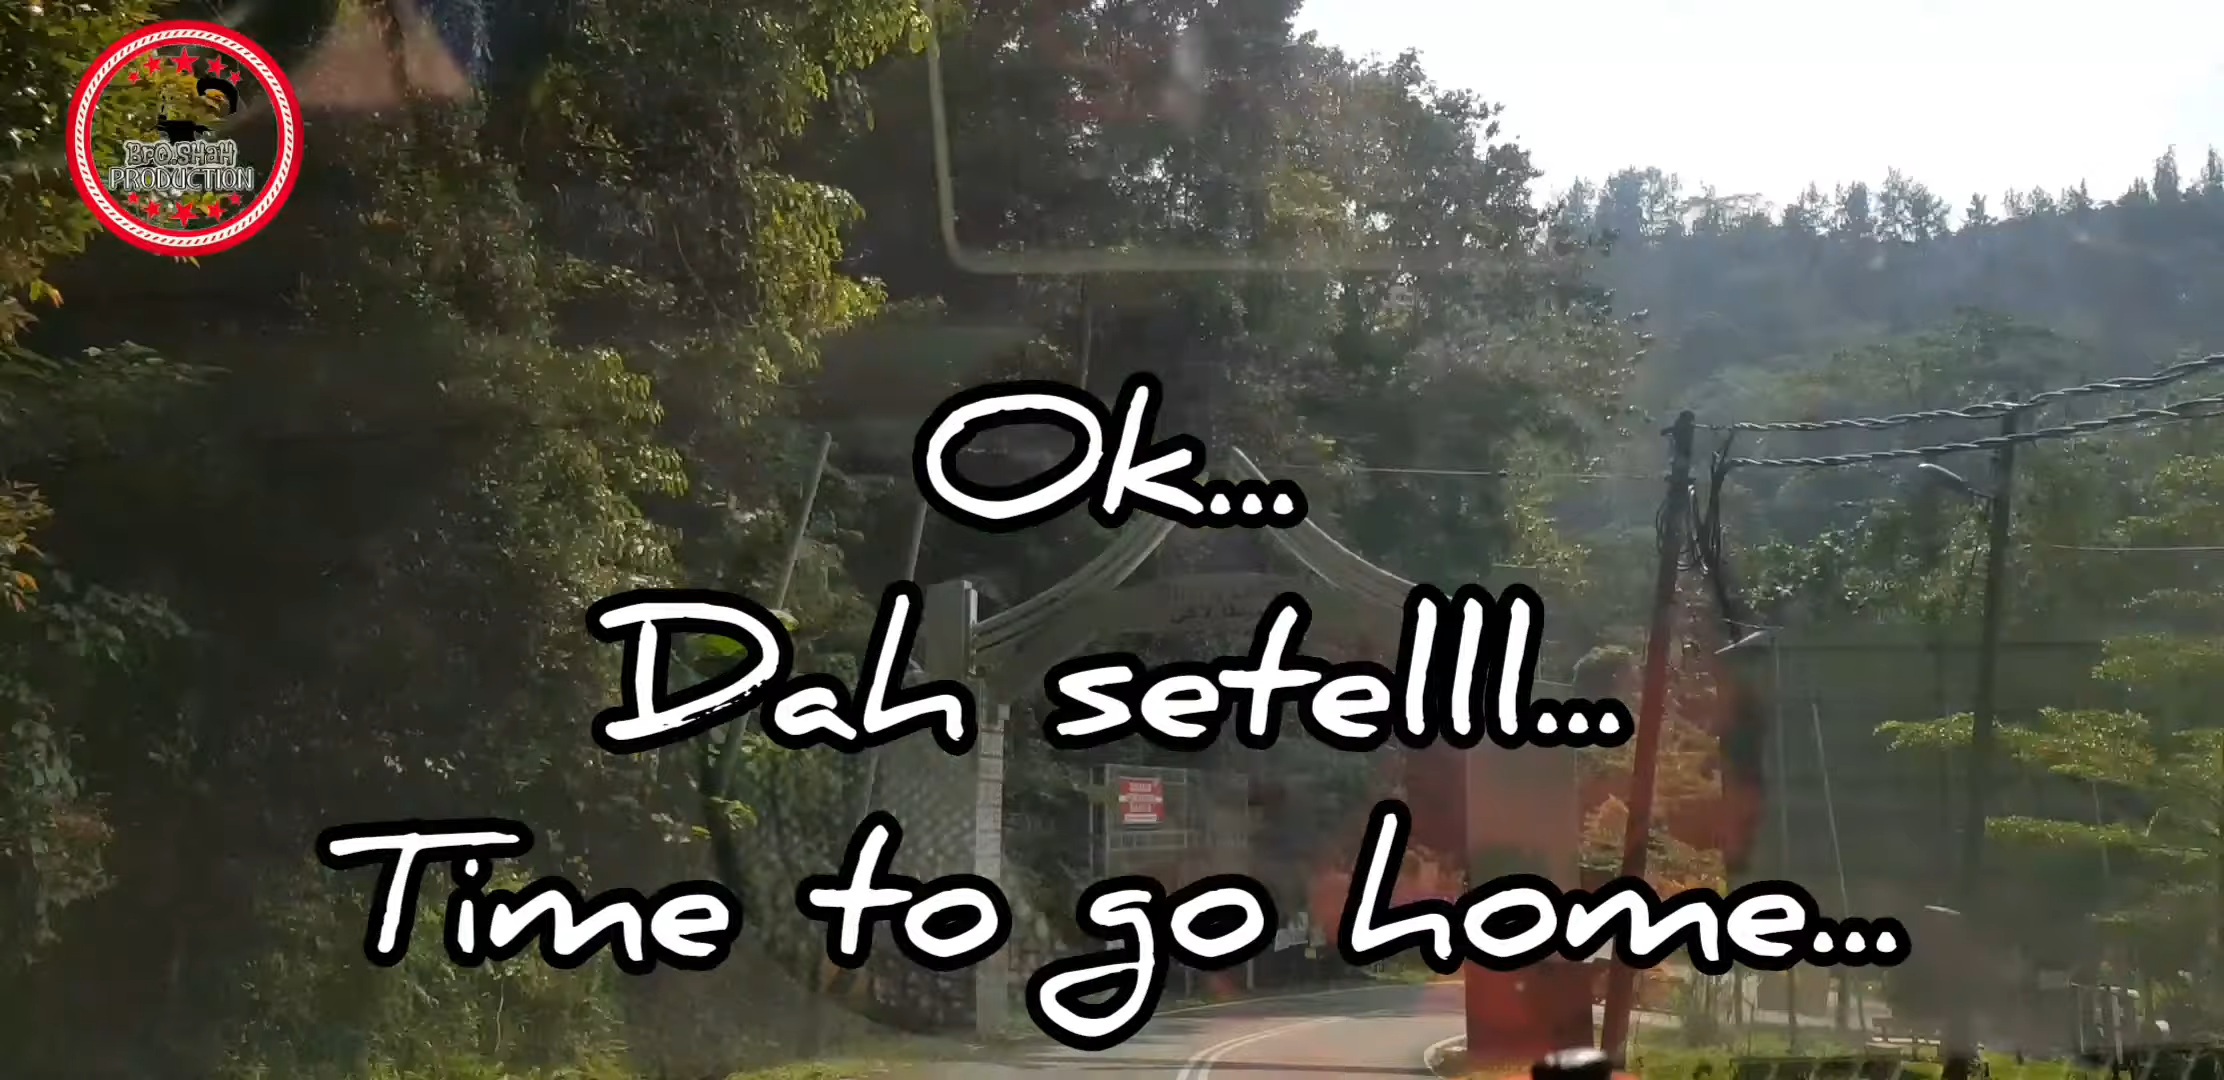 BrO.SHaH
PRODUCTION
Ok...
Dah setelll...
Time to go home...